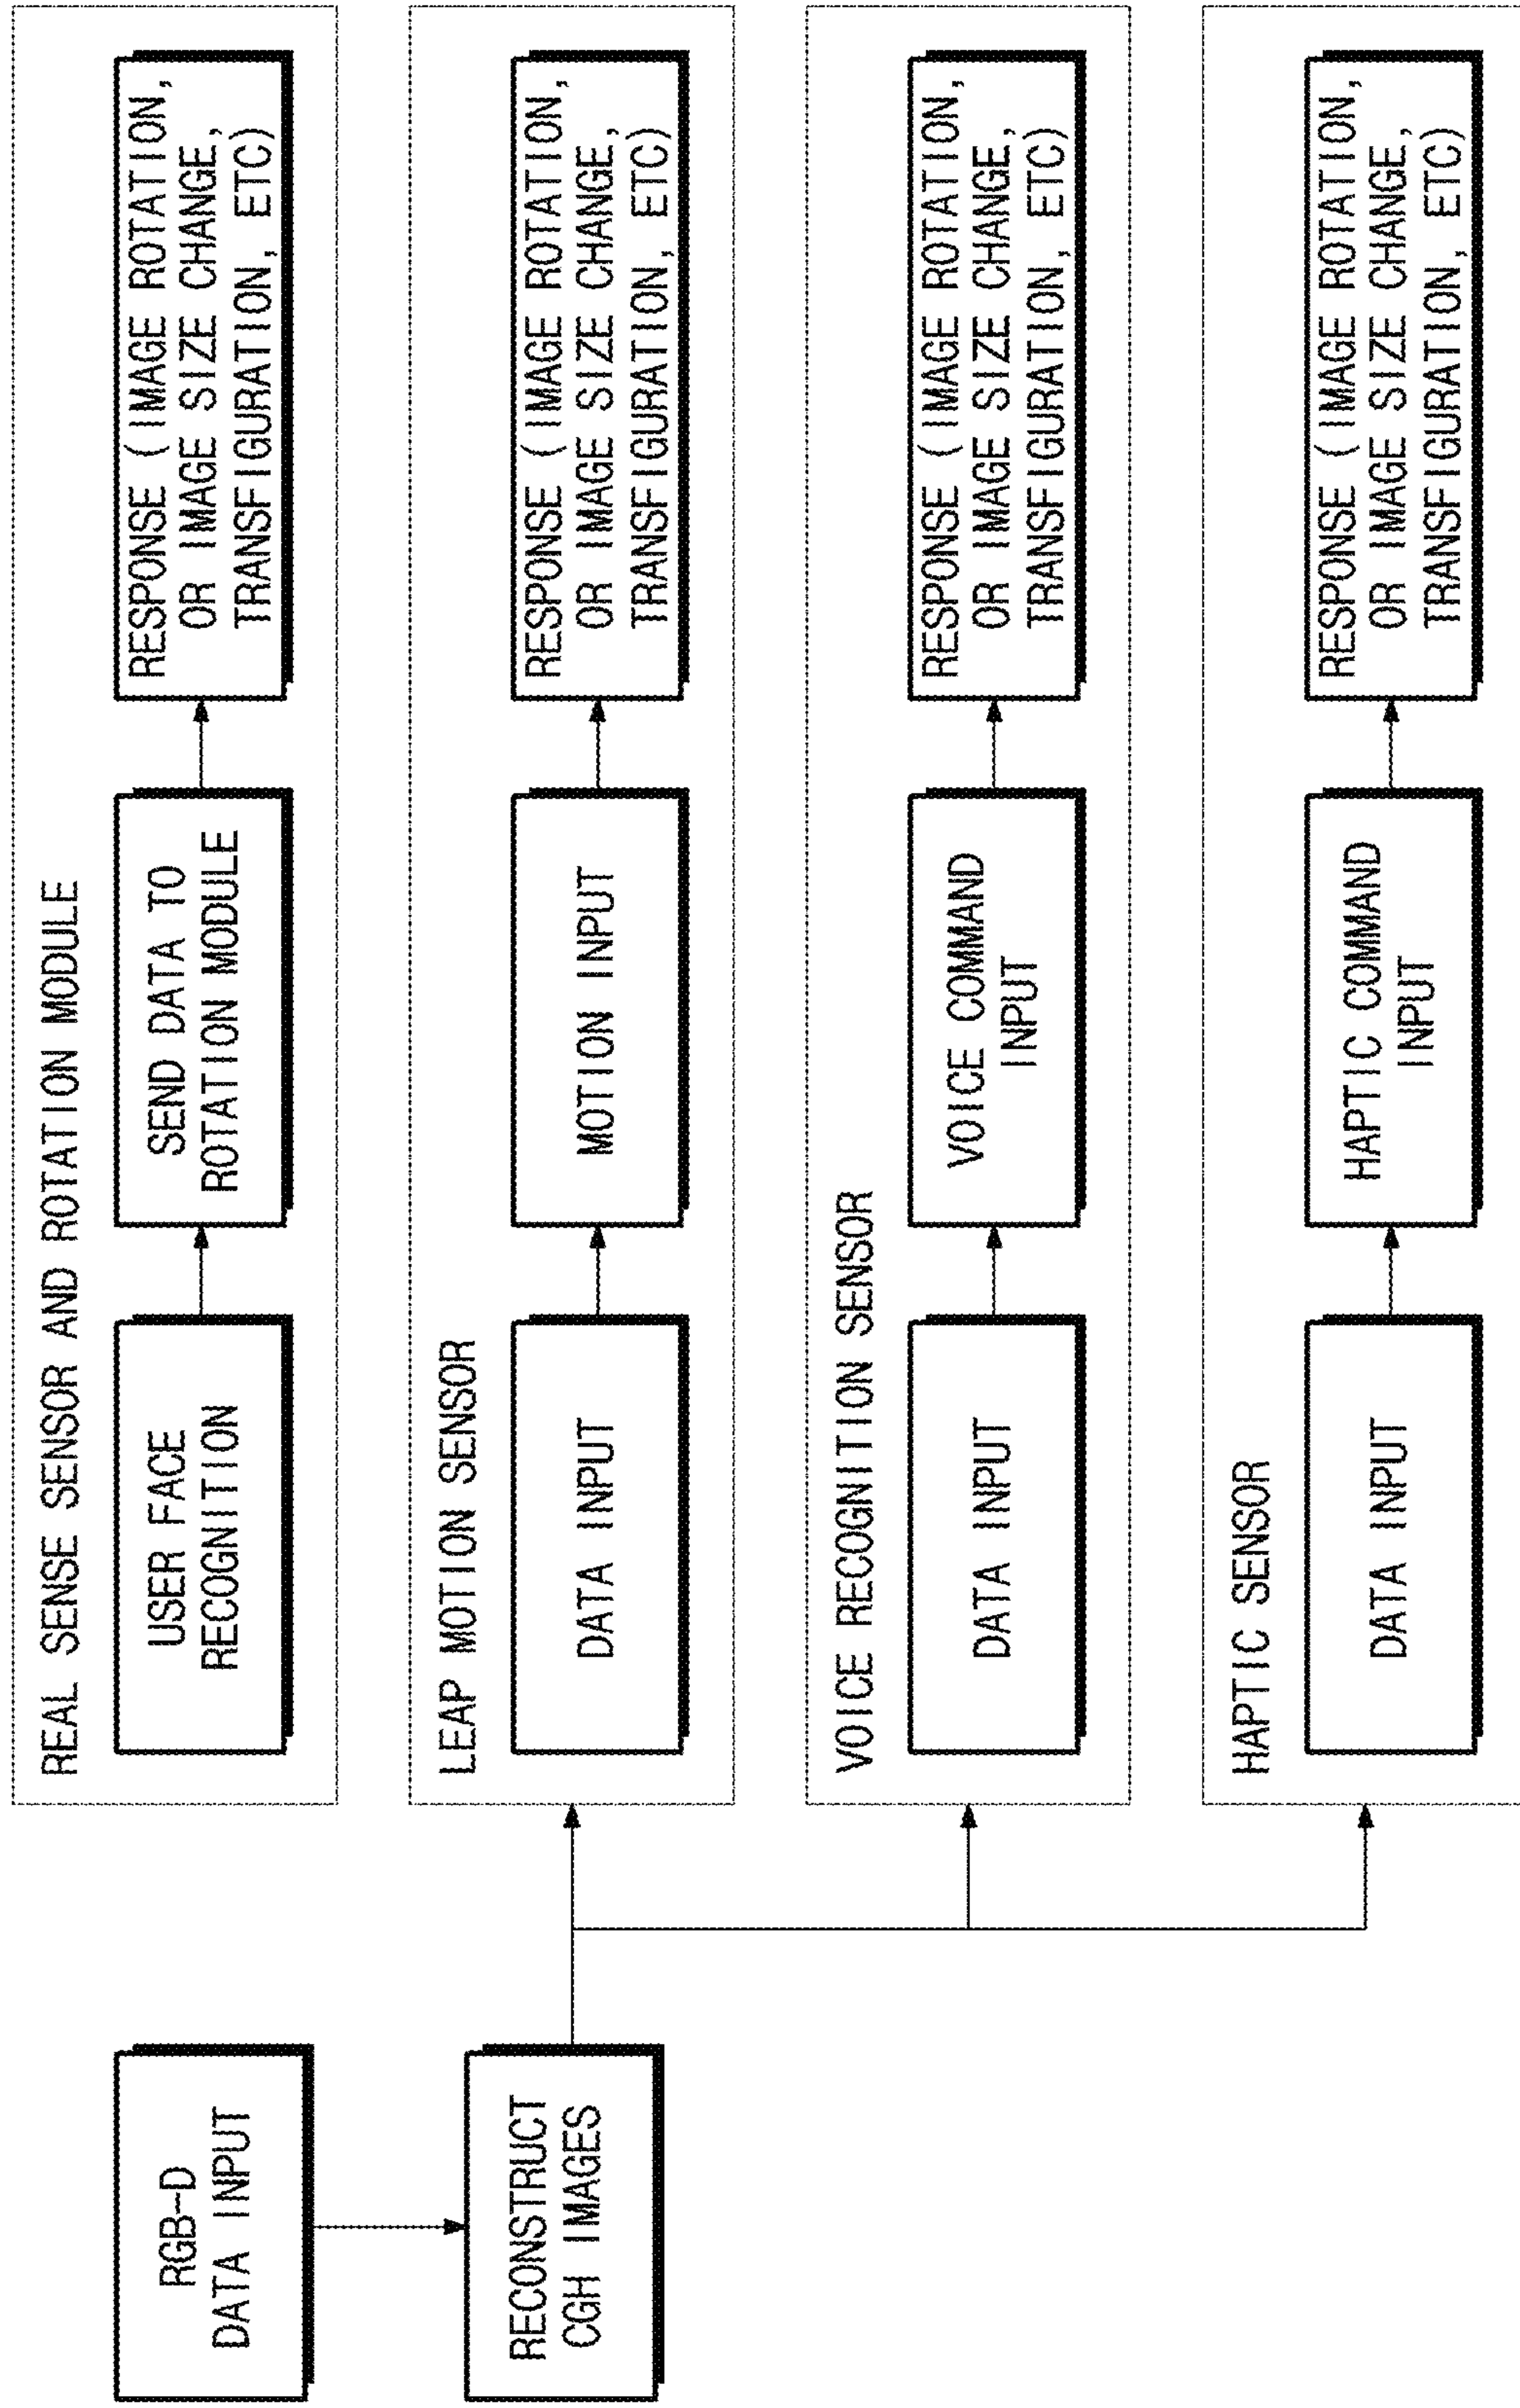 RGB-D
DATA INPUT
RECONSTRUCT
CGH IMAGES
REAL SENSE SENSOR AND ROTATION MODULE
USER FACE
RECOGNITION
SEND DATA TO
ROTATION MODULE
RESPONSE (IMAGE ROTATION,
OR IMAGE SIZE CHANGE,
TRANSFIGURATION, ETC)
LEAP MOTION SENSOR
DATA INPUT
MOTION INPUT
RESPONSE (IMAGE ROTATION,
OR IMAGE SIZE CHANGE,
TRANSFIGURATION, ETC)
VOICE RECOGNITION SENSOR
DATA INPUT
VOICE COMMAND
INPUT
RESPONSE (IMAGE ROTATION,
OR IMAGE SIZE CHANGE,
TRANSFIGURATION, ETC)
HAPTIC SENSOR
DATA INPUT
HAPTIC COMMAND
INPUT
RESPONSE (IMAGE ROTATION,
OR IMAGE SIZE CHANGE,
TRANSFIGURATION, ETC)